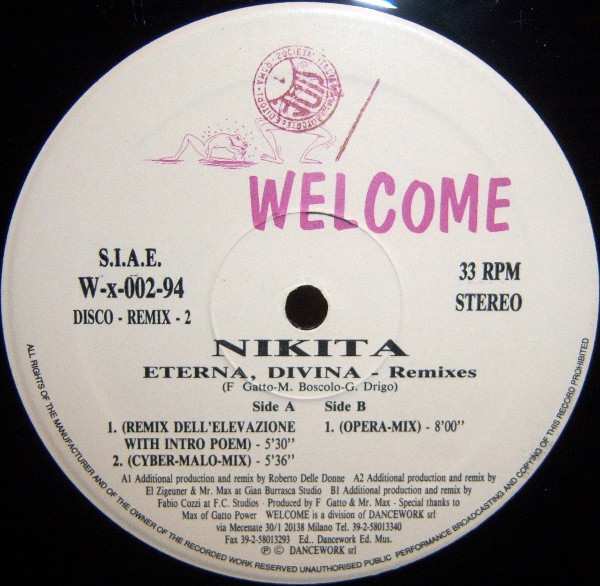 WELCOME
S.I.A.E.
W-x-002-94
DISCO - REMIX - 2
33 RPM
STEREO
NIKITA
ETERNA, DIVINA - Remixes
(F Gatto-M. Boscolo-G. Drigo)
Side A
1. (REMIX DELL'ELEVAZIONE
WITH INTRO POEM) - 5'30"
2. (CYBER-MALO-MIX) - 5'36"
Side B
1. (OPERA-MIX) - 8'00"
A1 Additional production and remix by Roberto Delle Donne A2 Additional production and remix by
El Zigeuner & Mr. Max at Gian Burrasca Studio B1 Additional production and remix by
Fabio Cozzi at F.C. Studios - Produced by F Gatto & Mr. Max - Special thanks to
Max of Gatto Power WELCOME is a division of DANCEWORK srl
via Mecenate 30/1 20138 Milano Tel. 39-2-58013340
Fax 39-2-58013293 Ed., Dancework Ed. Mus.
℗ © DANCEWORK srl
ALL RIGHTS OF THE MANUFACTURER AND OF THE OWNER OF THE RECORDED WORK RESERVED UNAUTHORISED PUBLIC PERFORMANCE BROADCASTING AND COPYING OF THIS RECORD PROHIBITED